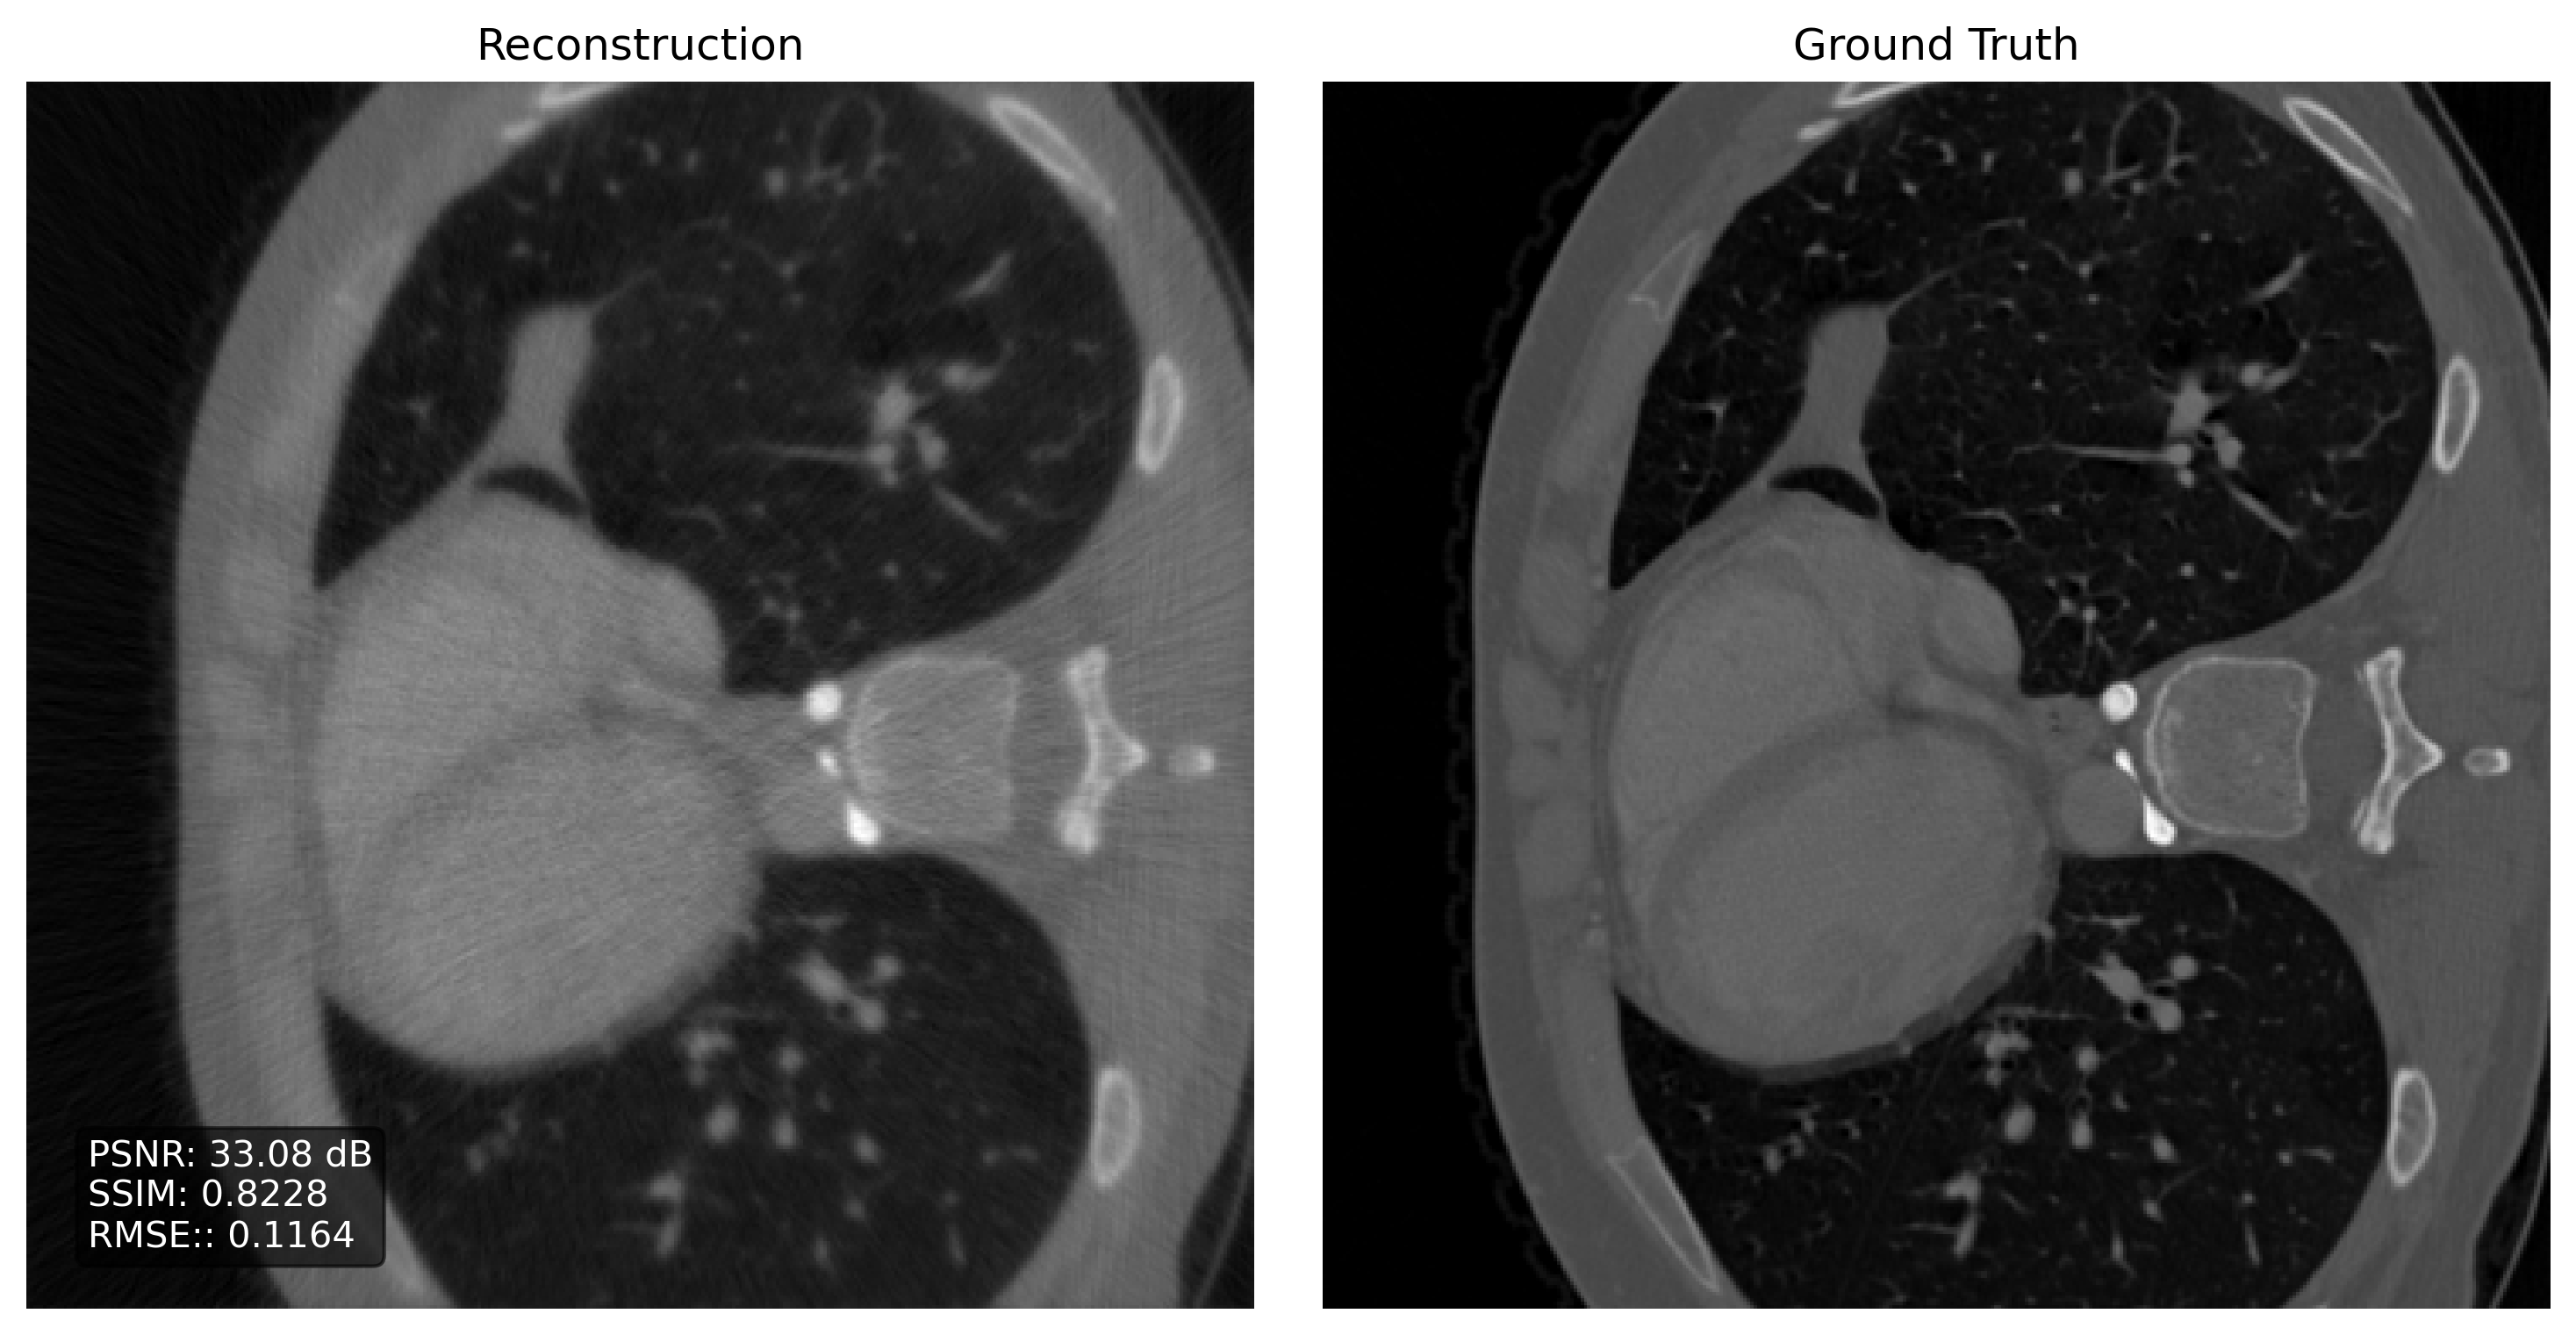 Reconstruction
Ground Truth
PSNR: 33.08 dB
SSIM: 0.8228
RMSE:: 0.1164